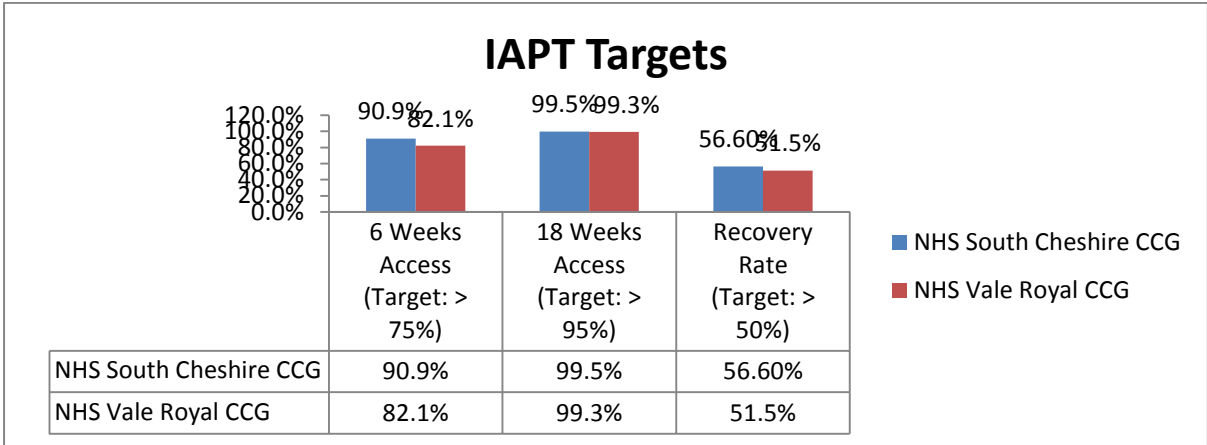 IAPT Targets
120.0%
100.0%
80.0%
60.0%
40.0%
20.0%
0.0%
90.9%
82.1%
99.5%
99.3%
56.60%
51.5%
6 Weeks
Access
(Target: >
75%)
18 Weeks
Access
(Target: >
95%)
Recovery
Rate
(Target: >
50%)
NHS South Cheshire CCG
NHS Vale Royal CCG
NHS South Cheshire CCG 90.9% 99.5% 56.60%
NHS Vale Royal CCG 82.1% 99.3% 51.5%